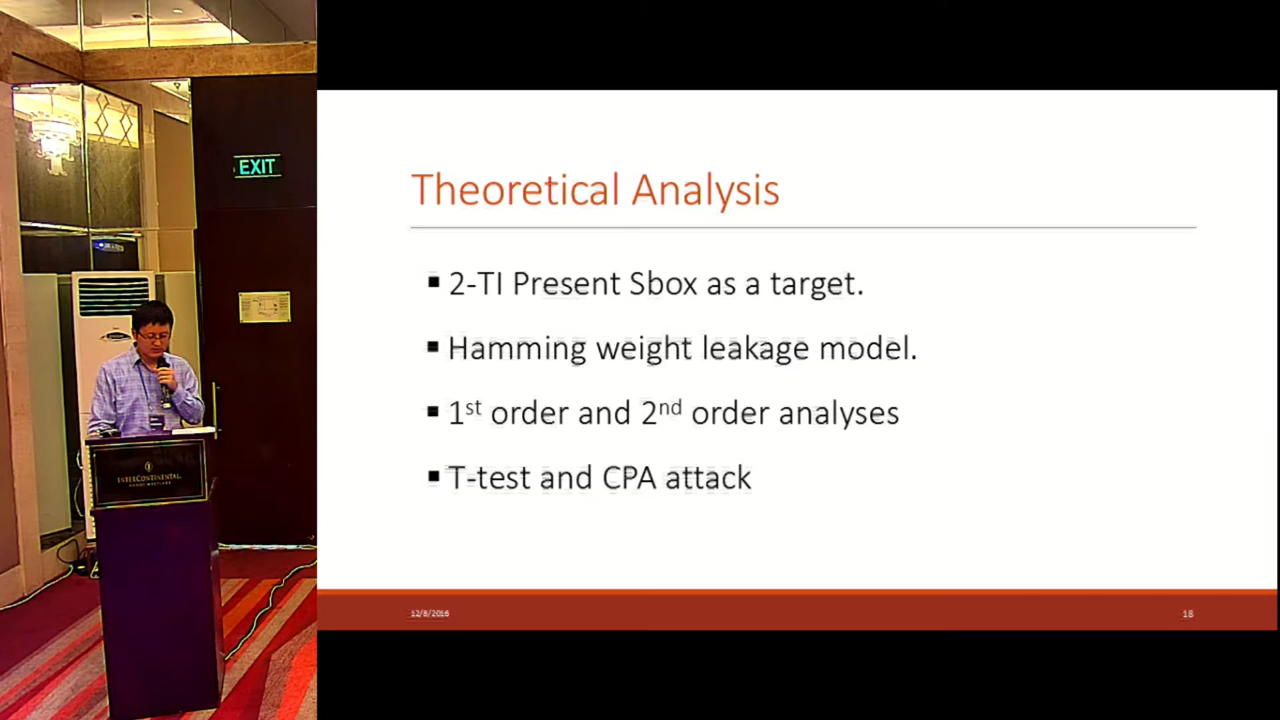 EXIT
INTERCONTINENTAL
Theoretical Analysis
2-TI Present Sbox as a target.
Hamming weight leakage model.
1st order and 2nd order analyses
T-test and CPA attack
12/8/2016
18